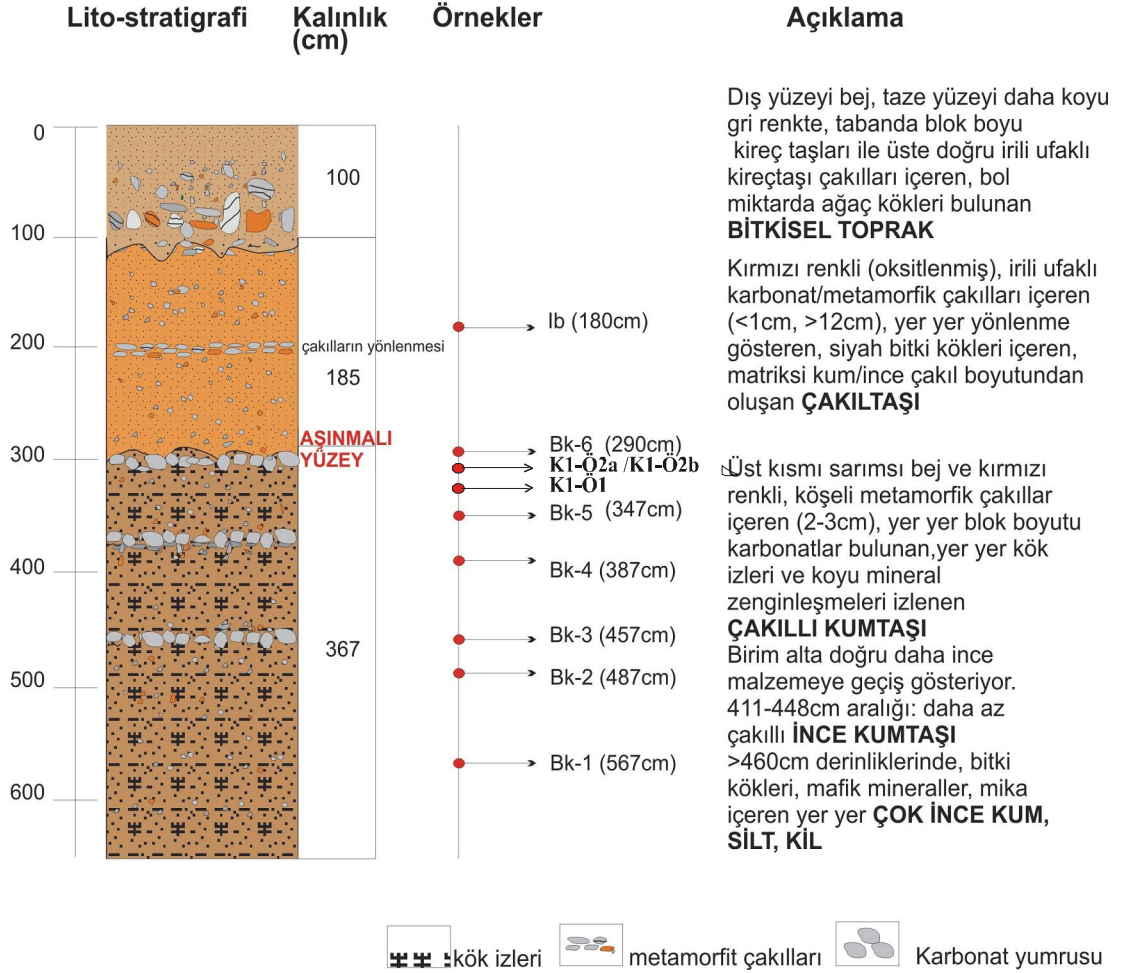 Lito-stratigrafi
Kalınlık
(cm)
Örnekler
Açıklama
0
100
200
300
400
500
600
100
185
367
çakılların yönlenmesi
AŞINMALI
YÜZEY
Ib (180cm)
Bk-6 (290cm)
K1-Ö2a /K1-Ö2b
K1-Ö1
Bk-5 (347cm)
Bk-4 (387cm)
Bk-3 (457cm)
Bk-2 (487cm)
Bk-1 (567cm)
Dış yüzeyi bej, taze yüzeyi daha koyu
gri renkte, tabanda blok boyu
kireç taşları ile üste doğru irili ufaklı
kireçtaşı çakılları içeren, bol
miktarda ağaç kökleri bulunan
BİTKİSEL TOPRAK
Kırmızı renkli (oksitlenmiş), irili ufaklı
karbonat/metamorfik çakılları içeren
(<1cm, >12cm), yer yer yönlenme
gösteren, siyah bitki kökleri içeren,
matriksi kum/ince çakıl boyutundan
oluşan ÇAKILTAŞI
Üst kısmı sarımsı bej ve kırmızı
renkli, köşeli metamorfik çakıllar
içeren (2-3cm), yer yer blok boyutu
karbonatlar bulunan,yer yer kök
izleri ve koyu mineral
zenginleşmeleri izlenen
ÇAKILLI KUMTAŞI
Birim alta doğru daha ince
malzemeye geçiş gösteriyor.
411-448cm aralığı: daha az
çakıllı İNCE KUMTAŞI
>460cm derinliklerinde, bitki
kökleri, mafik mineraller, mika
içeren yer yer ÇOK İNCE KUM,
SİLT, KİL
kök izleri
metamorfit çakılları
Karbonat yumrusu